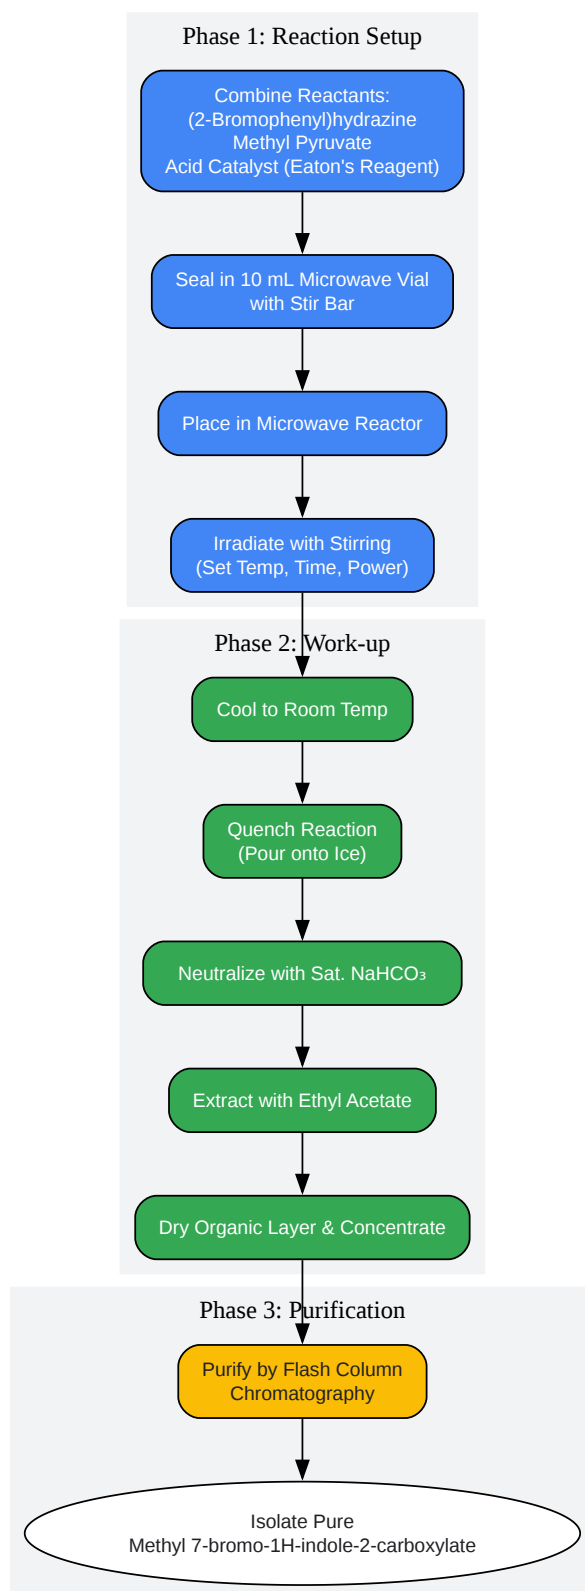 Phase 1: Reaction Setup
Combine Reactants:
(2-Bromophenyl)hydrazine
Methyl Pyruvate
Acid Catalyst (Eaton's Reagent)
Seal in 10 mL Microwave Vial
with Stir Bar
Place in Microwave Reactor
Irradiate with Stirring
(Set Temp, Time, Power)
Phase 2: Work-up
Cool to Room Temp
Quench Reaction
(Pour onto Ice)
Neutralize with Sat. NaHCO₃
Extract with Ethyl Acetate
Dry Organic Layer & Concentrate
Phase 3: Purification
Purify by Flash Column
Chromatography
Isolate Pure
Methyl 7-bromo-1H-indole-2-carboxylate